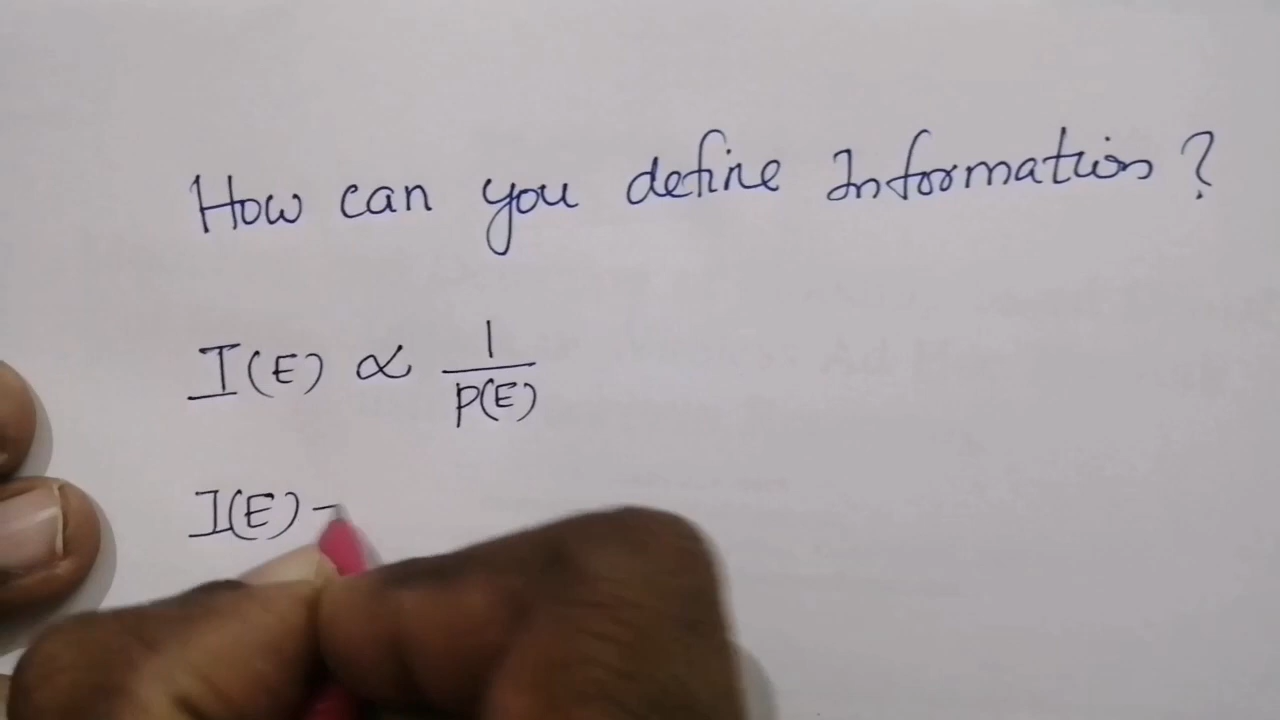 How can you define Information ?
I(E) ∝ 1/P(E)
I(E) -